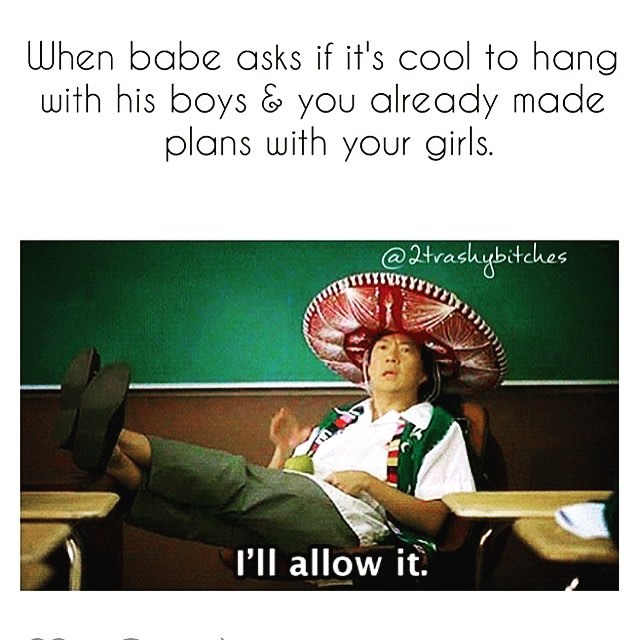 When babe asks if it's cool to hang
with his boys & you already made
plans with your girls.
@2trashybitches
I'll allow it.